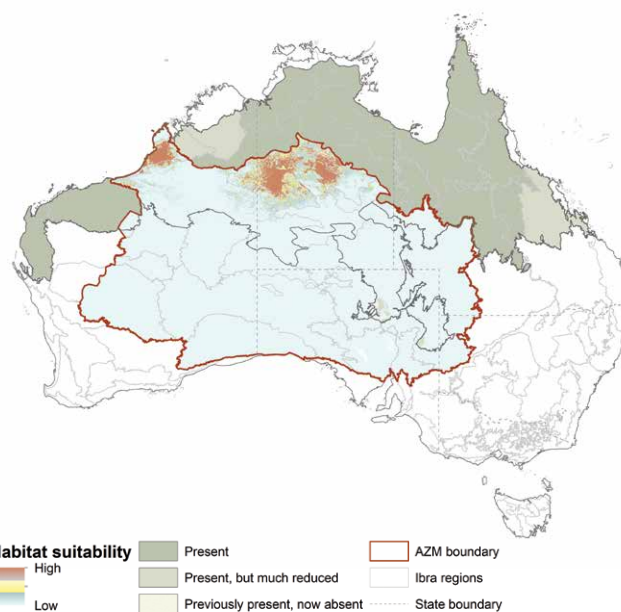 abitat suitability
High
Low
Present
Present, but much reduced
Previously present, now absent
AZM boundary
Ibra regions
State boundary